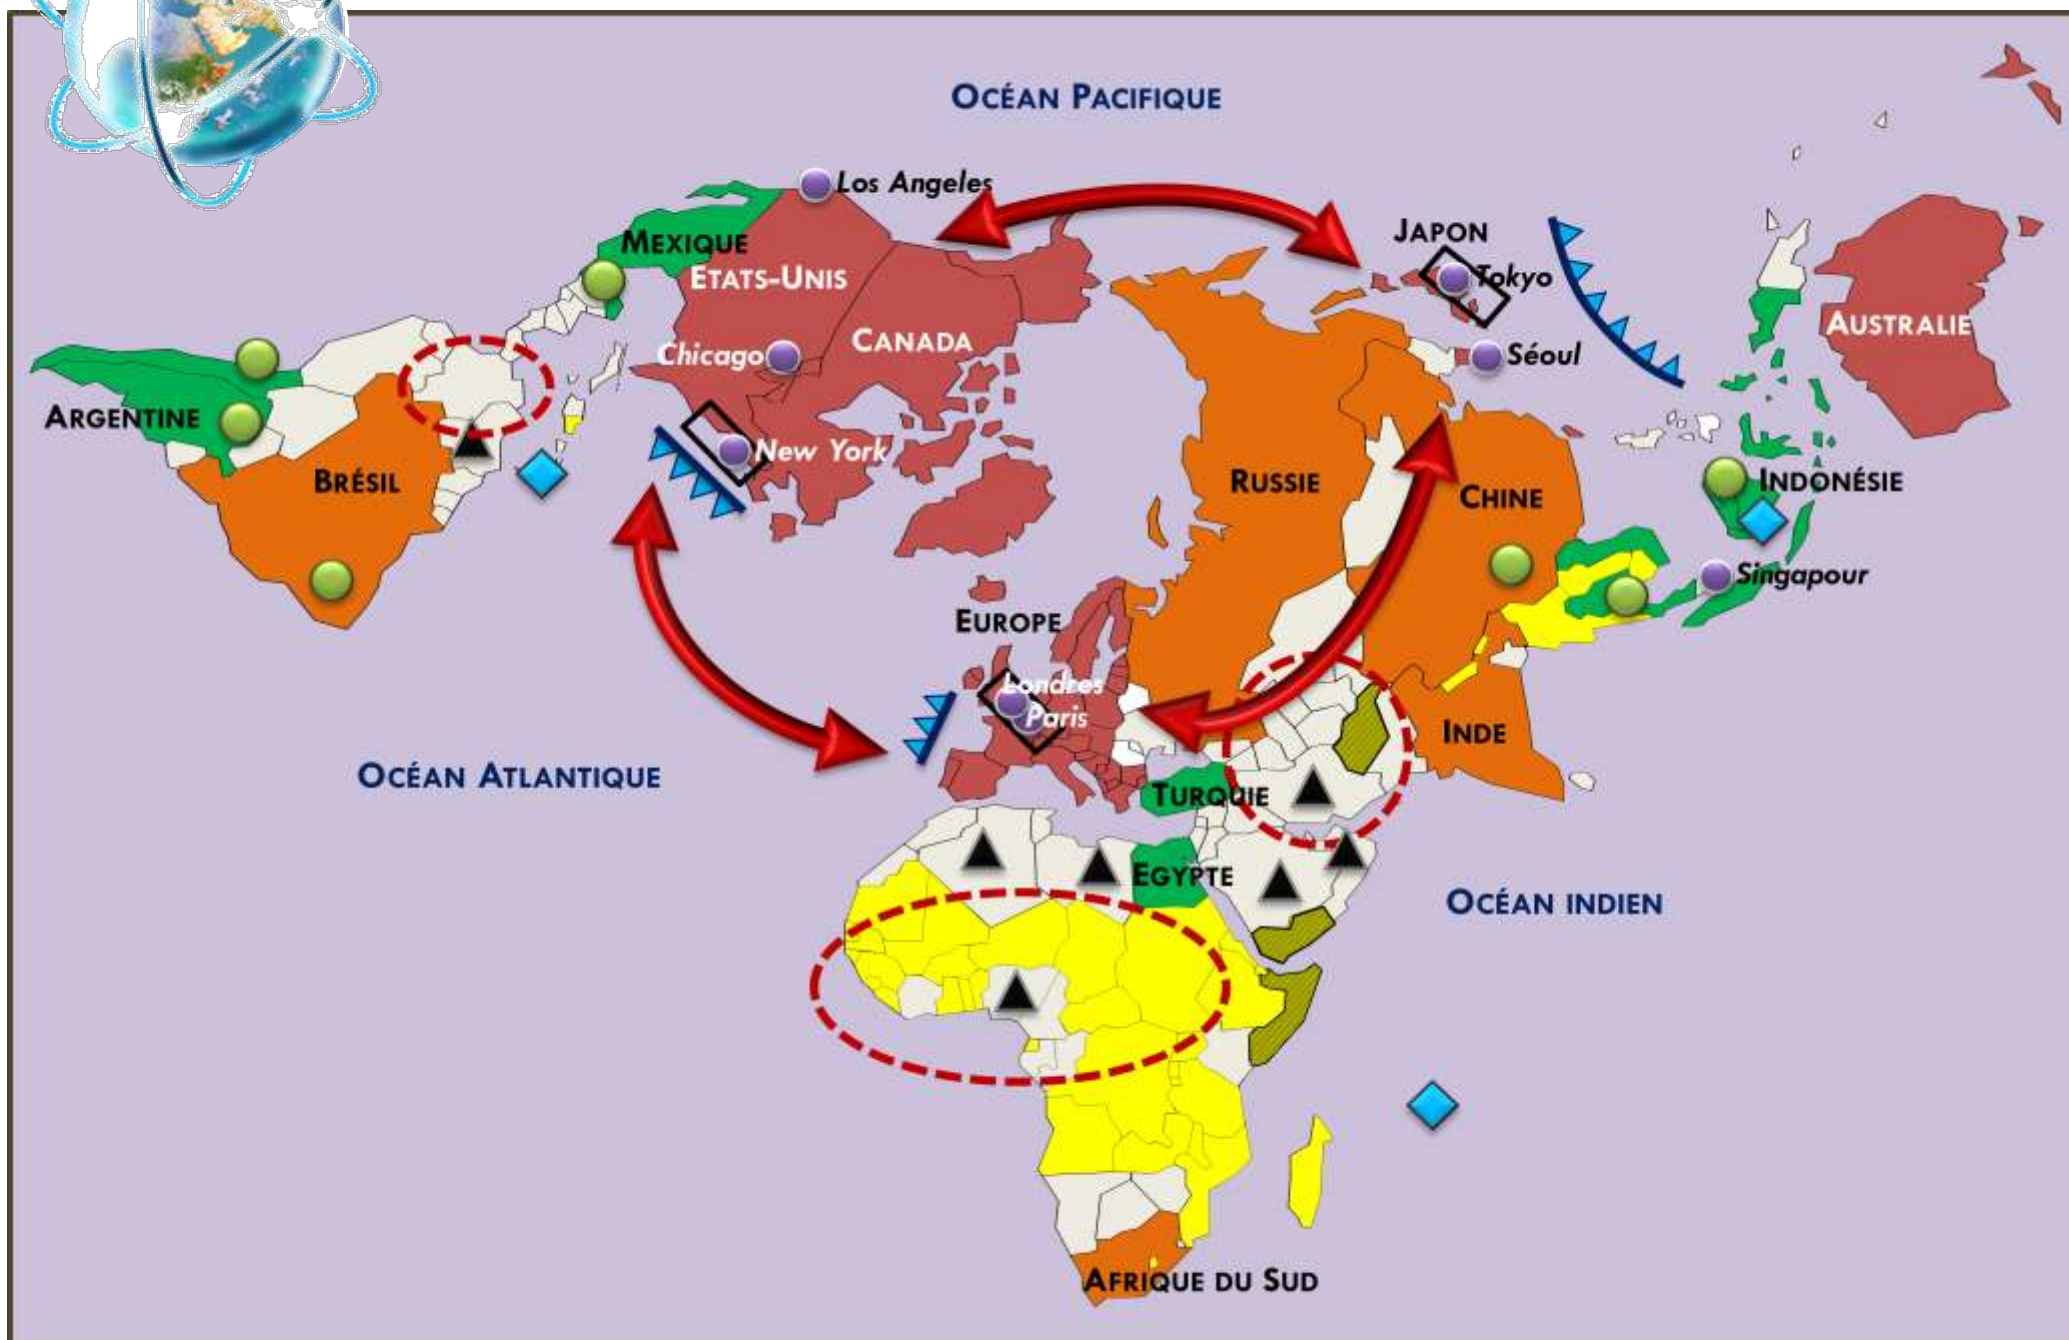 OCÉAN PACIFIQUE
Los Angeles
MEXIQUE
JAPON
ETATS-UNIS
Tokyo
CANADA
AUSTRALIE
Chicago
Séoul
ARGENTINE
New York
BRÉSIL
RUSSIE
CHINE
INDONÉSIE
Singapour
EUROPE
Londres
Paris
INDE
OCÉAN ATLANTIQUE
TURQUIE
EGYPTE
OCÉAN INDIEN
AFRIQUE DU SUD